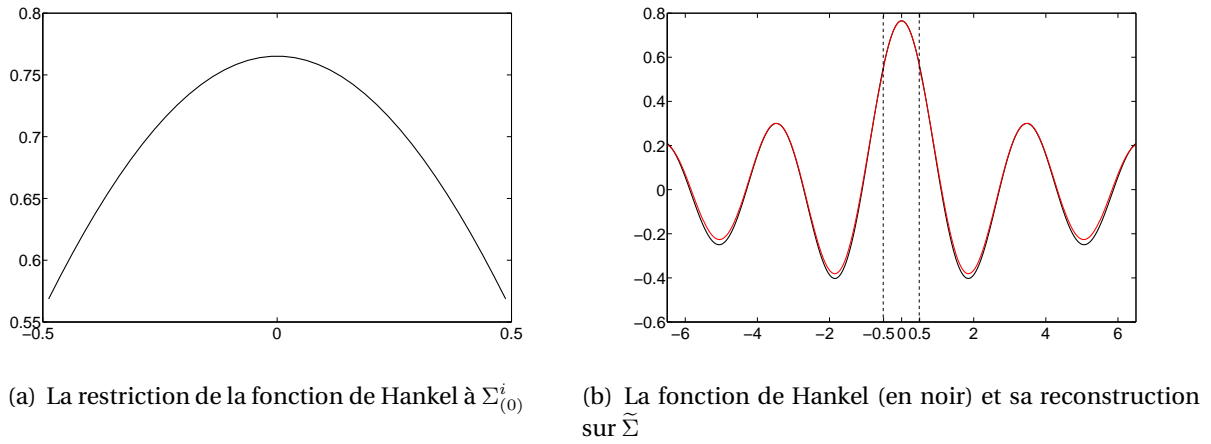 0.8
0.75
0.7
0.65
0.6
0.55
−0.5 0 0.5
0.8
0.6
0.4
0.2
0
−0.2
−0.4
−0.6
−6 −4 −2 −0.5 0 0.5 2 4 6
(a) La restriction de la fonction de Hankel à Σ^i_(0)
(b) La fonction de Hankel (en noir) et sa reconstruction
sur Σ̃